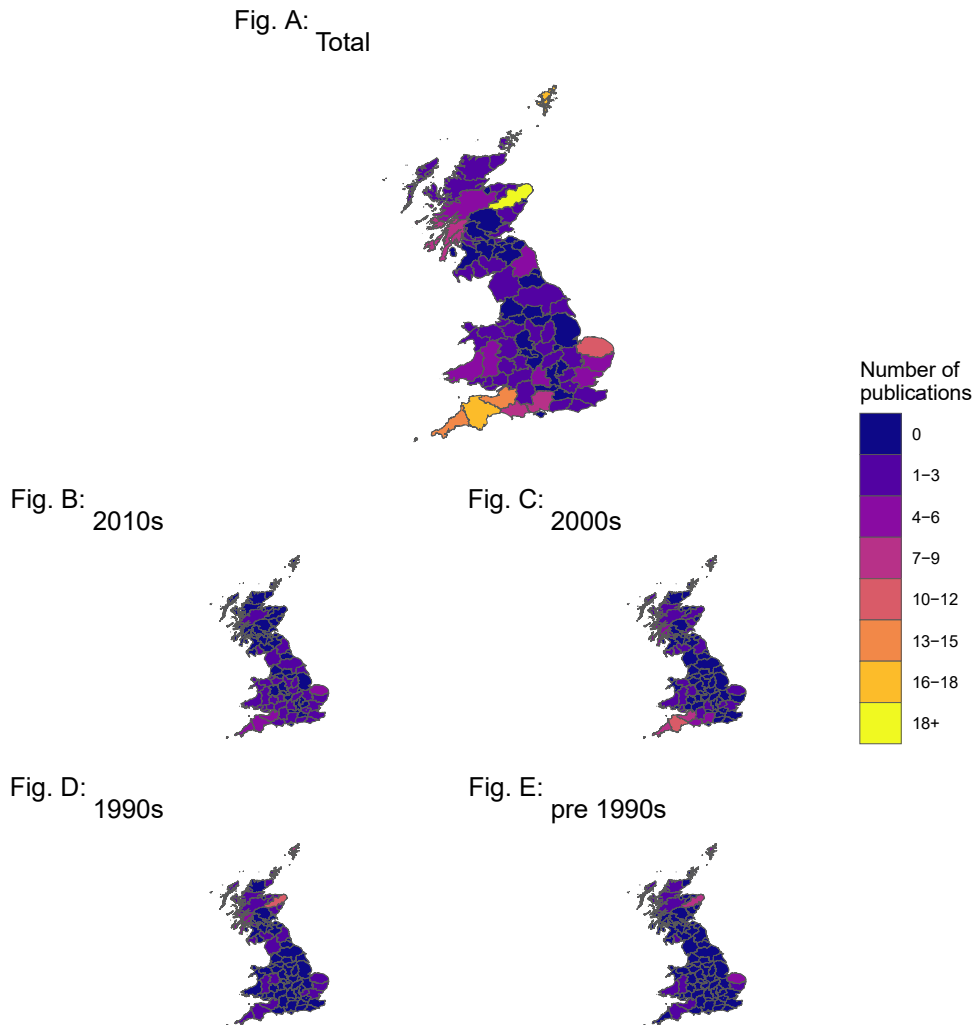 Fig. A:
Total
Number of
publications
0
1−3
4−6
7−9
10−12
13−15
16−18
18+
Fig. B:
2010s
Fig. C:
2000s
Fig. D:
1990s
Fig. E:
pre 1990s